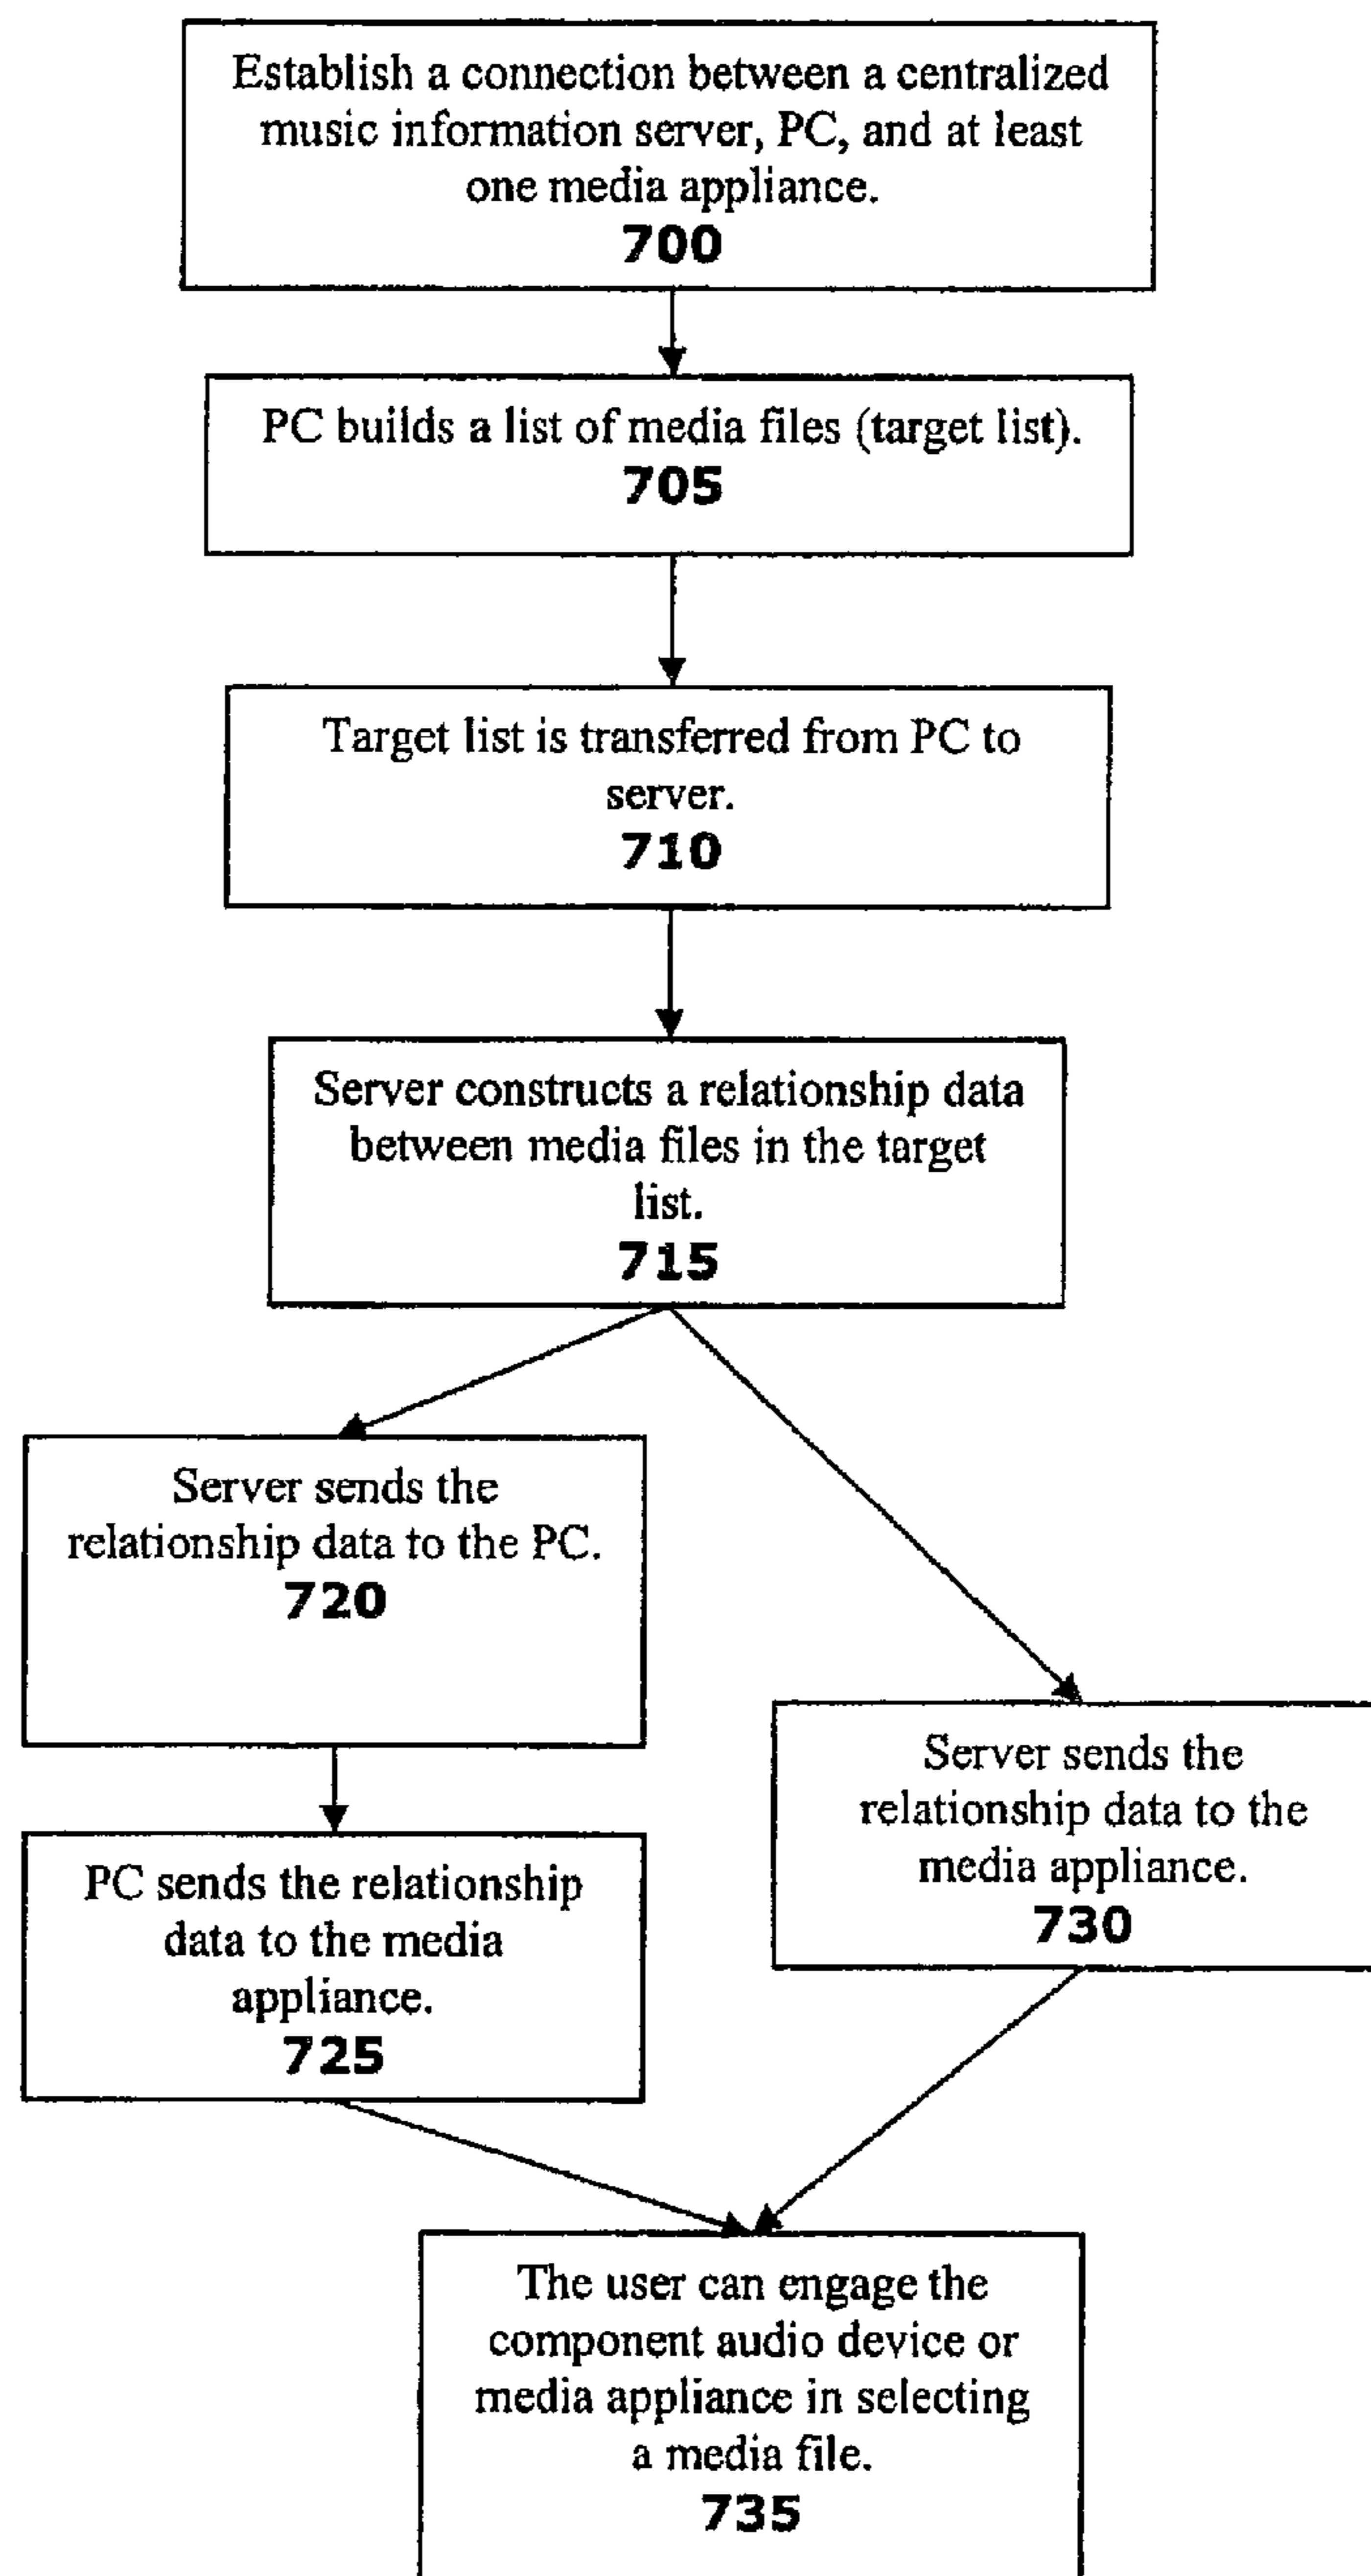 Establish a connection between a centralized
music information server, PC, and at least
one media appliance.
700
PC builds a list of media files (target list).
705
Target list is transferred from PC to
server.
710
Server constructs a relationship data
between media files in the target
list.
715
Server sends the
relationship data to the PC.
720
PC sends the relationship
data to the media
appliance.
725
Server sends the
relationship data to the
media appliance.
730
The user can engage the
component audio device or
media appliance in selecting
a media file.
735